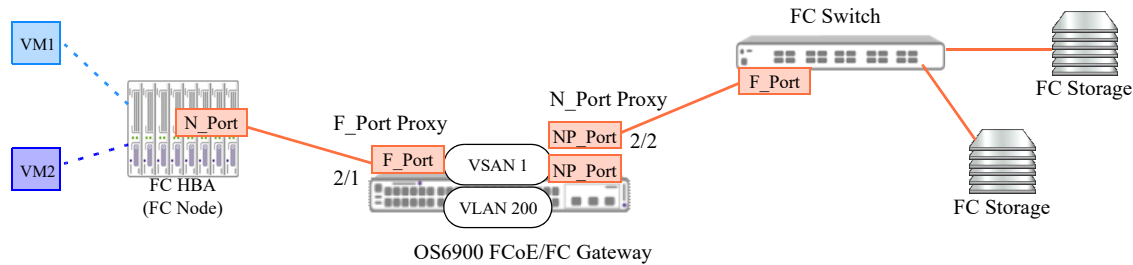 VM1
VM2
N_Port
FC HBA
(FC Node)
F_Port Proxy
F_Port
2/1
VSAN 1
VLAN 200
OS6900 FCoE/FC Gateway
N_Port Proxy
NP_Port
2/2
NP_Port
FC Switch
F_Port
FC Storage
FC Storage